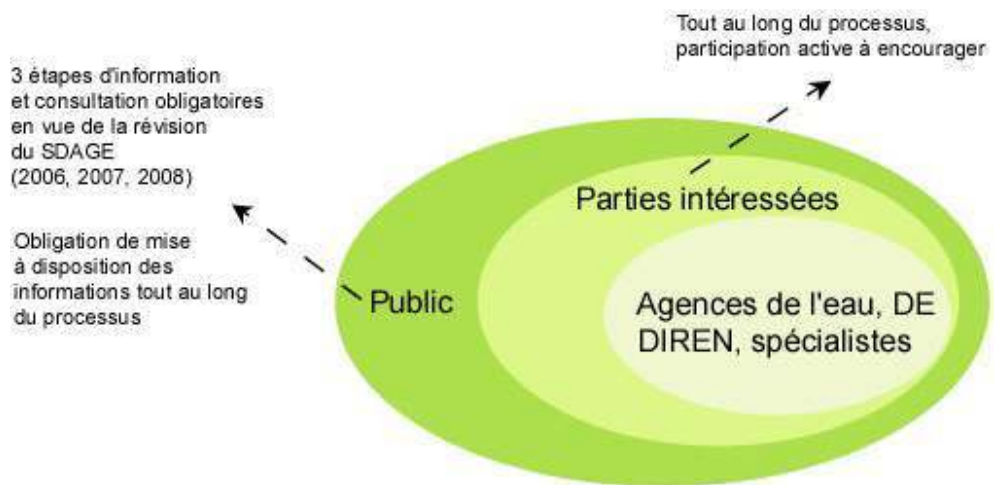 Tout au long du processus,
participation active à encourager
3 étapes d'information
et consultation obligatoires
en vue de la révision
du SDAGE
(2006, 2007, 2008)
Obligation de mise
à disposition des
informations tout au long
du processus
Parties intéressées
Public
Agences de l'eau, DE
DIREN, spécialistes